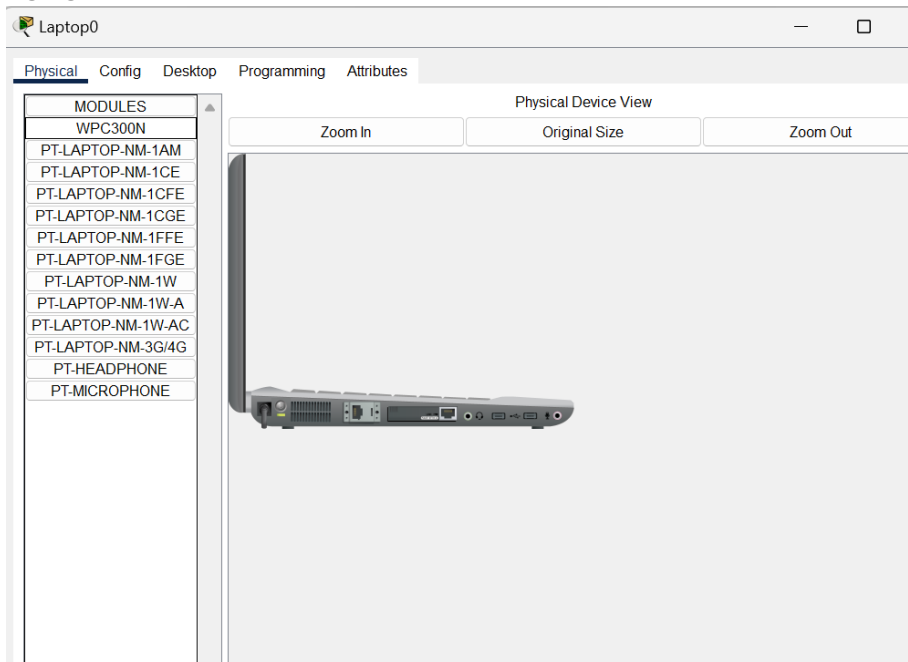 Laptop0
Physical Config Desktop Programming Attributes
MODULES
WPC300N
PT-LAPTOP-NM-1AM
PT-LAPTOP-NM-1CE
PT-LAPTOP-NM-1CFE
PT-LAPTOP-NM-1CGE
PT-LAPTOP-NM-1FFE
PT-LAPTOP-NM-1FGE
PT-LAPTOP-NM-1W
PT-LAPTOP-NM-1W-A
PT-LAPTOP-NM-1W-AC
PT-LAPTOP-NM-3G/4G
PT-HEADPHONE
PT-MICROPHONE
Physical Device View
Zoom In Original Size Zoom Out